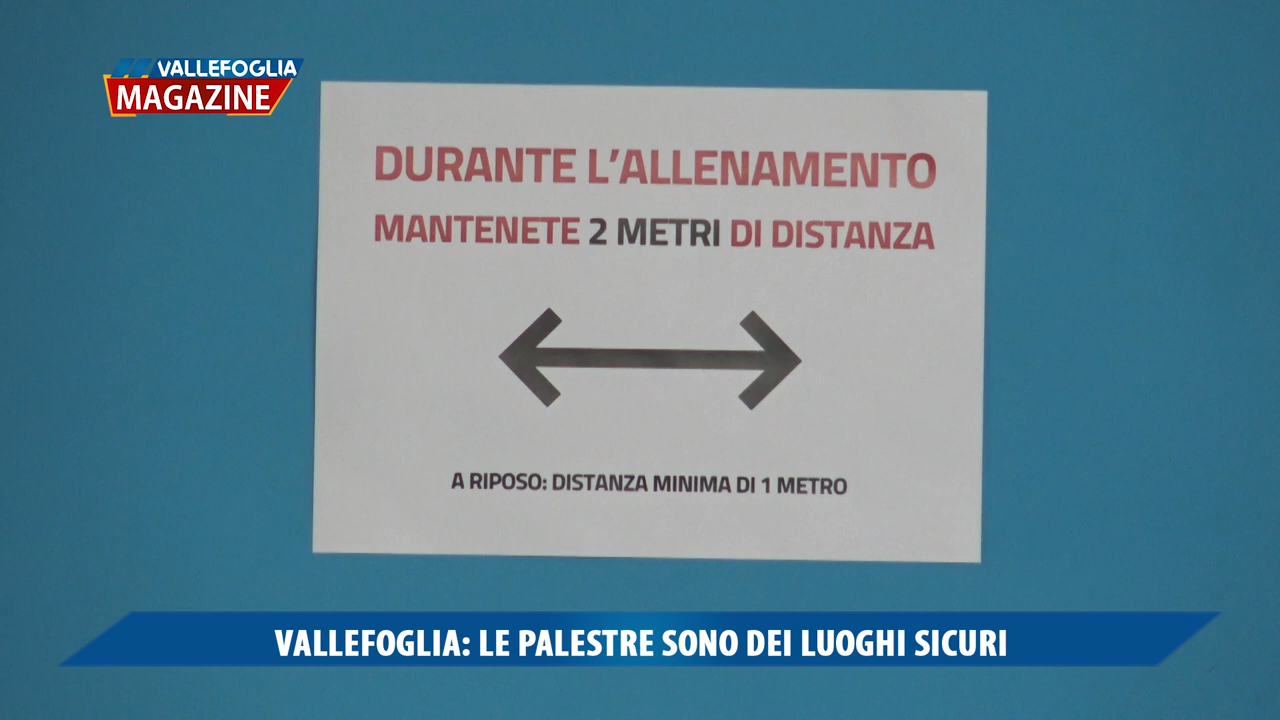 VALLEFOGLIA
MAGAZINE
DURANTE L'ALLENAMENTO
MANTENETE 2 METRI DI DISTANZA
A RIPOSO: DISTANZA MINIMA DI 1 METRO
VALLEFOGLIA: LE PALESTRE SONO DEI LUOGHI SICURI